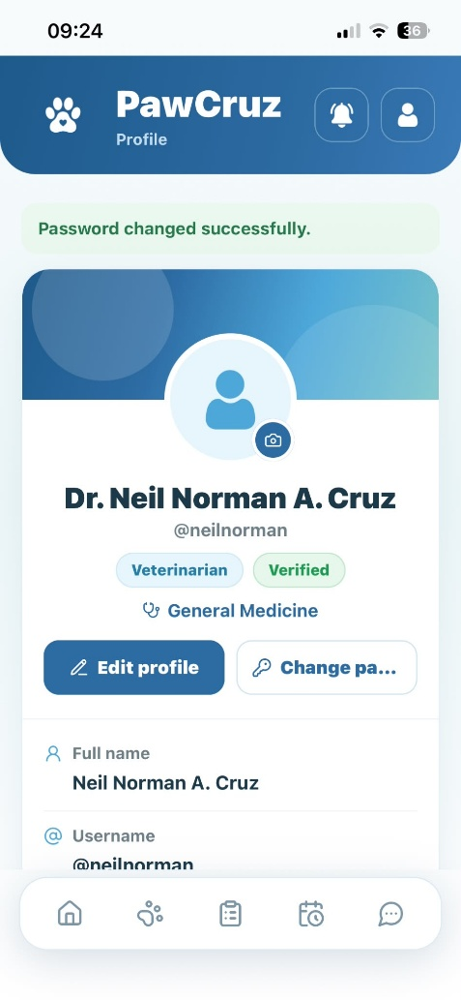 09:24
36
PawCruz
Profile
Password changed successfully.
Dr. Neil Norman A. Cruz
@neilnorman
Veterinarian
Verified
General Medicine
Edit profile
Change pa...
Full name
Neil Norman A. Cruz
Username
@neilnorman